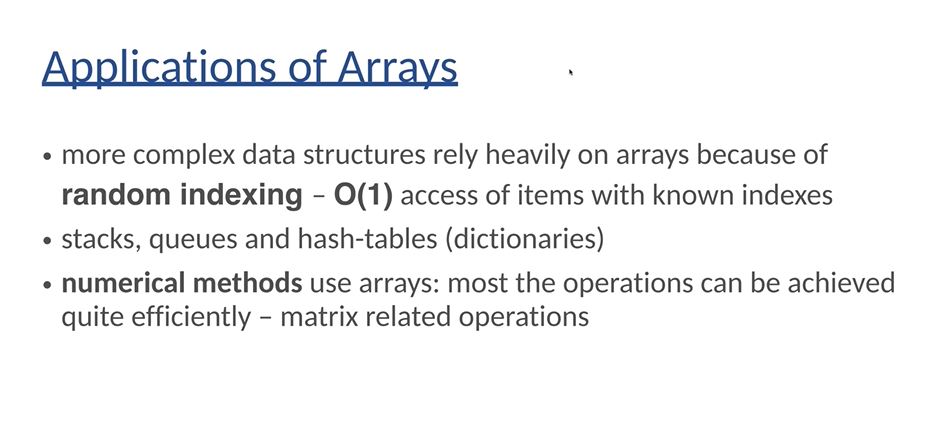 Applications of Arrays
• more complex data structures rely heavily on arrays because of
random indexing – O(1) access of items with known indexes
• stacks, queues and hash-tables (dictionaries)
• numerical methods use arrays: most the operations can be achieved
quite efficiently – matrix related operations